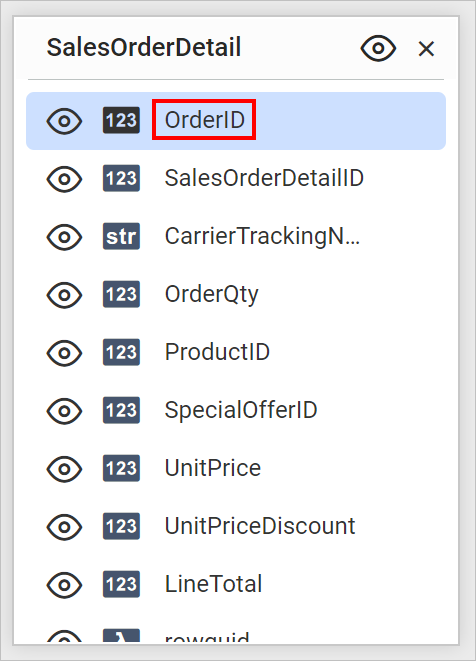 SalesOrderDetail
123 OrderID
123 SalesOrderDetailID
str CarrierTrackingN...
123 OrderQty
123 ProductID
123 SpecialOfferID
123 UnitPrice
123 UnitPriceDiscount
123 LineTotal
rowguid